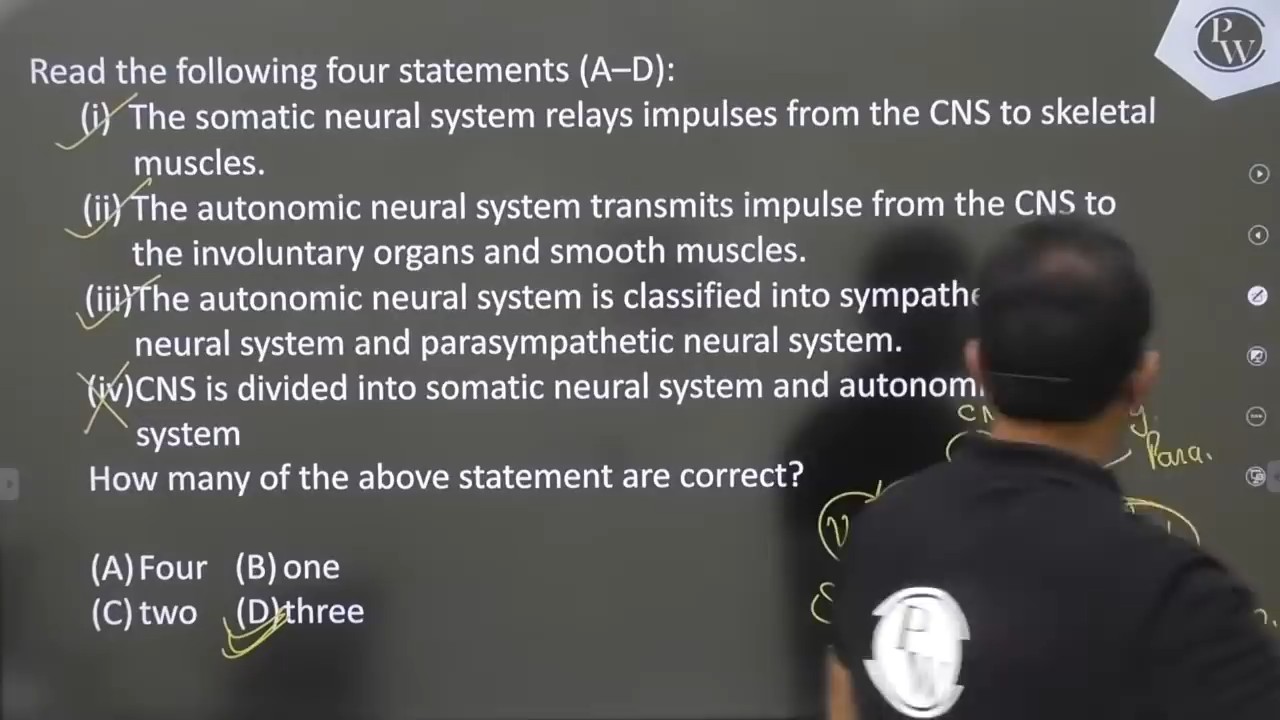 P
W
Read the following four statements (A–D):
(i) The somatic neural system relays impulses from the CNS to skeletal
muscles.
(ii) The autonomic neural system transmits impulse from the CNS to
the involuntary organs and smooth muscles.
(iii) The autonomic neural system is classified into sympathe
neural system and parasympathetic neural system.
(iv) CNS is divided into somatic neural system and autonom
system
How many of the above statement are correct?
Para.
(A) Four (B) one
(C) two (D) three
P
W